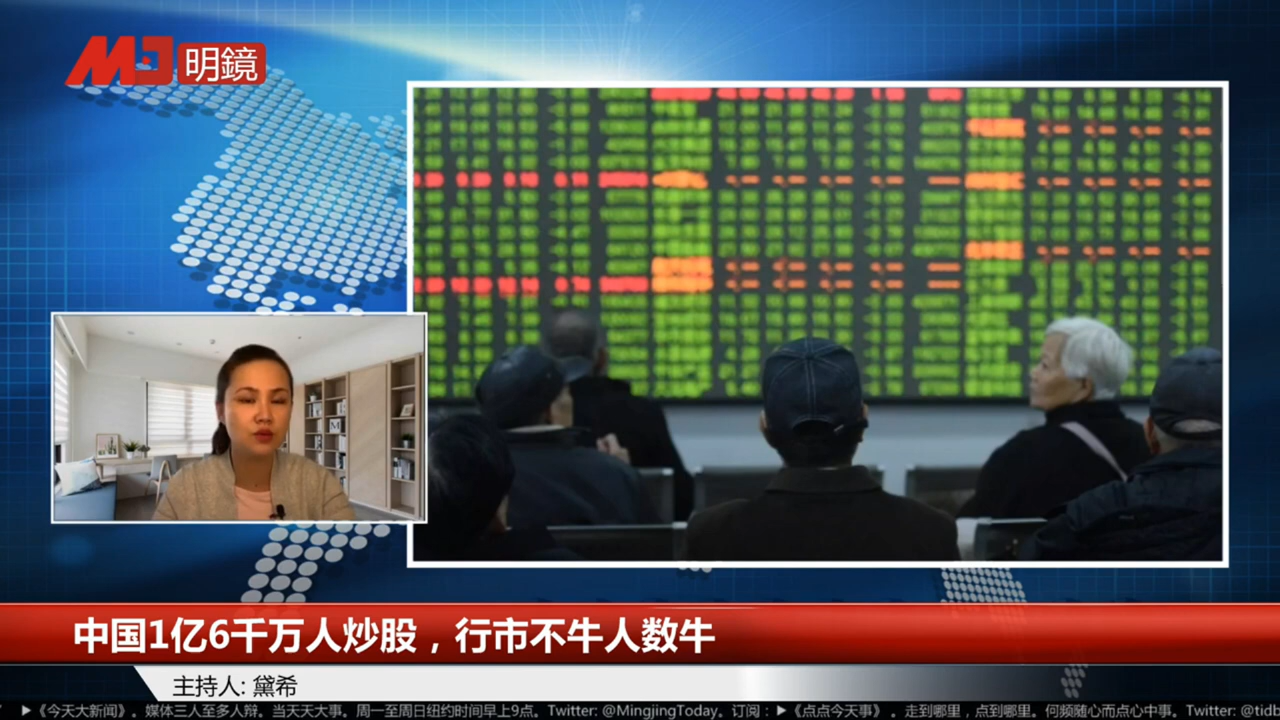 MJ 明鏡
中国1亿6千万人炒股，行市不牛人数牛
主持人: 黛希
▶《今天大新闻》。媒体三人至多人辩。当天天大事。周一至周日纽约时间早上9点。Twitter: @MingjingToday。订阅：▶《点点今天事》 。走到哪里，点到哪里。何频随心而点心中事。Twitter: @tidb